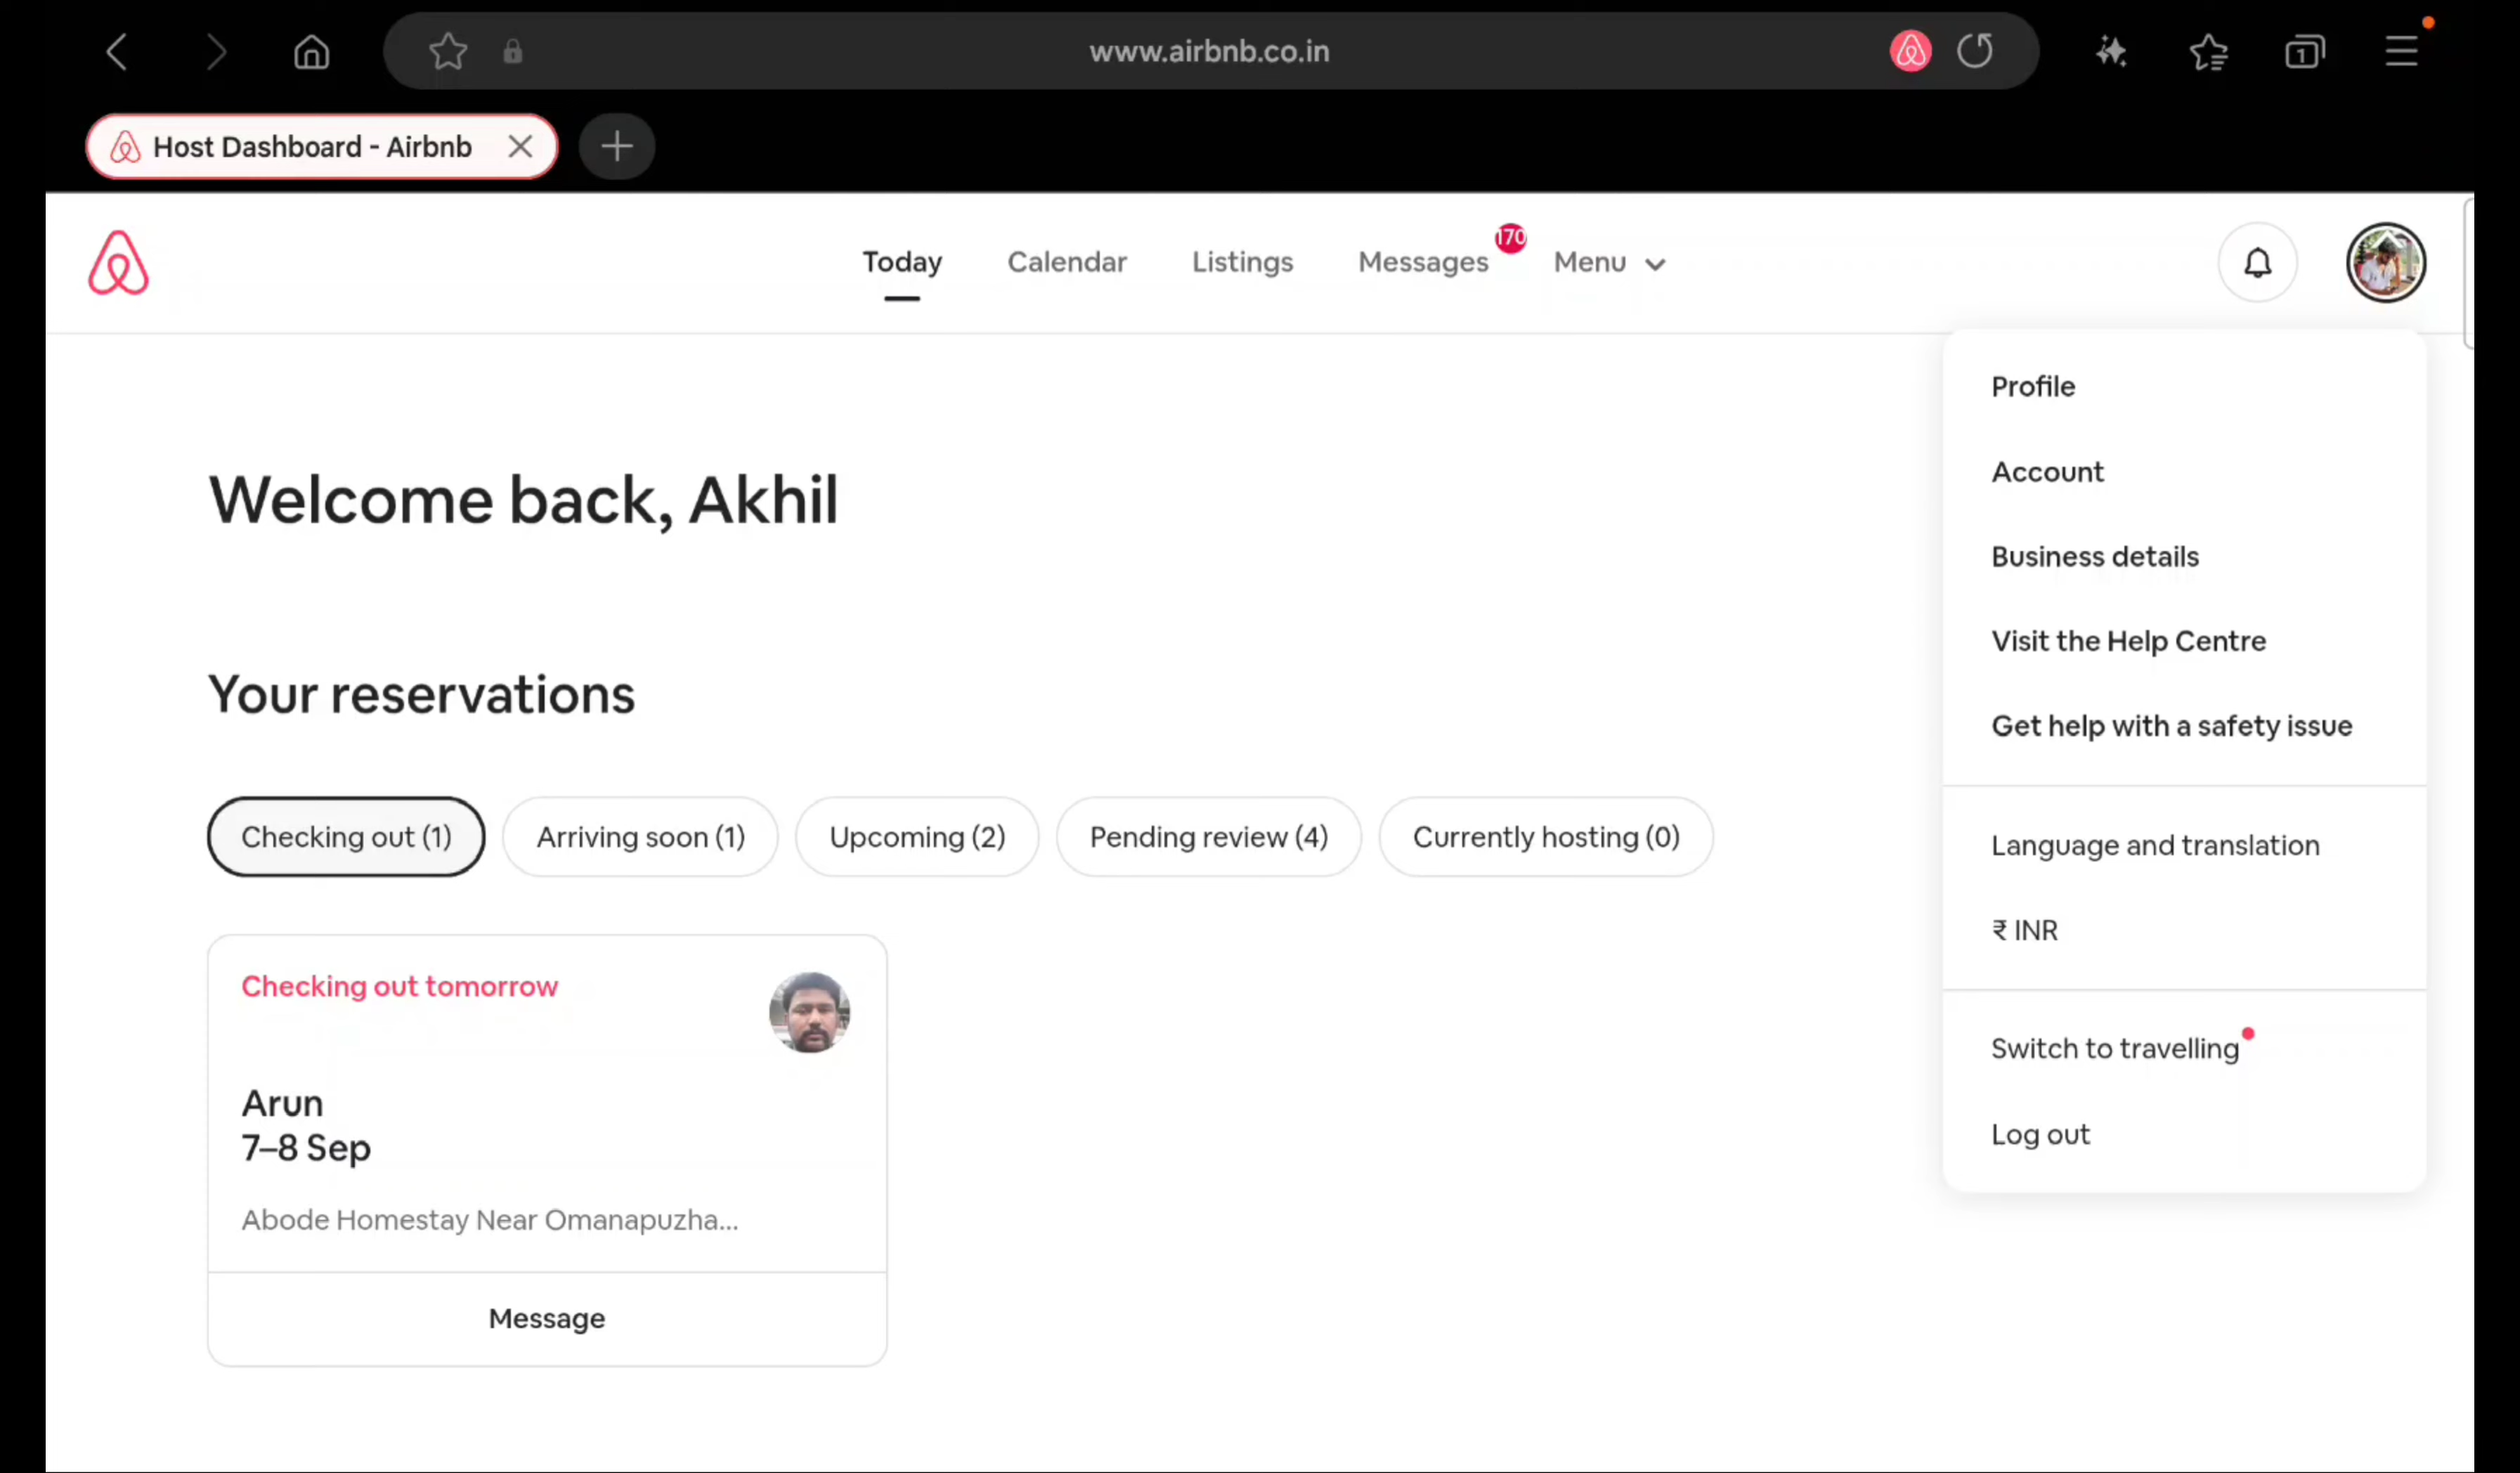 www.airbnb.co.in
1
Host Dashboard - Airbnb
Today
Calendar
Listings
Messages
170
Menu
Profile
Account
Business details
Visit the Help Centre
Get help with a safety issue
Language and translation
₹ INR
Switch to travelling
Log out
Welcome back, Akhil
Your reservations
Checking out (1)
Arriving soon (1)
Upcoming (2)
Pending review (4)
Currently hosting (0)
Checking out tomorrow
Arun
7–8 Sep
Abode Homestay Near Omanapuzha...
Message